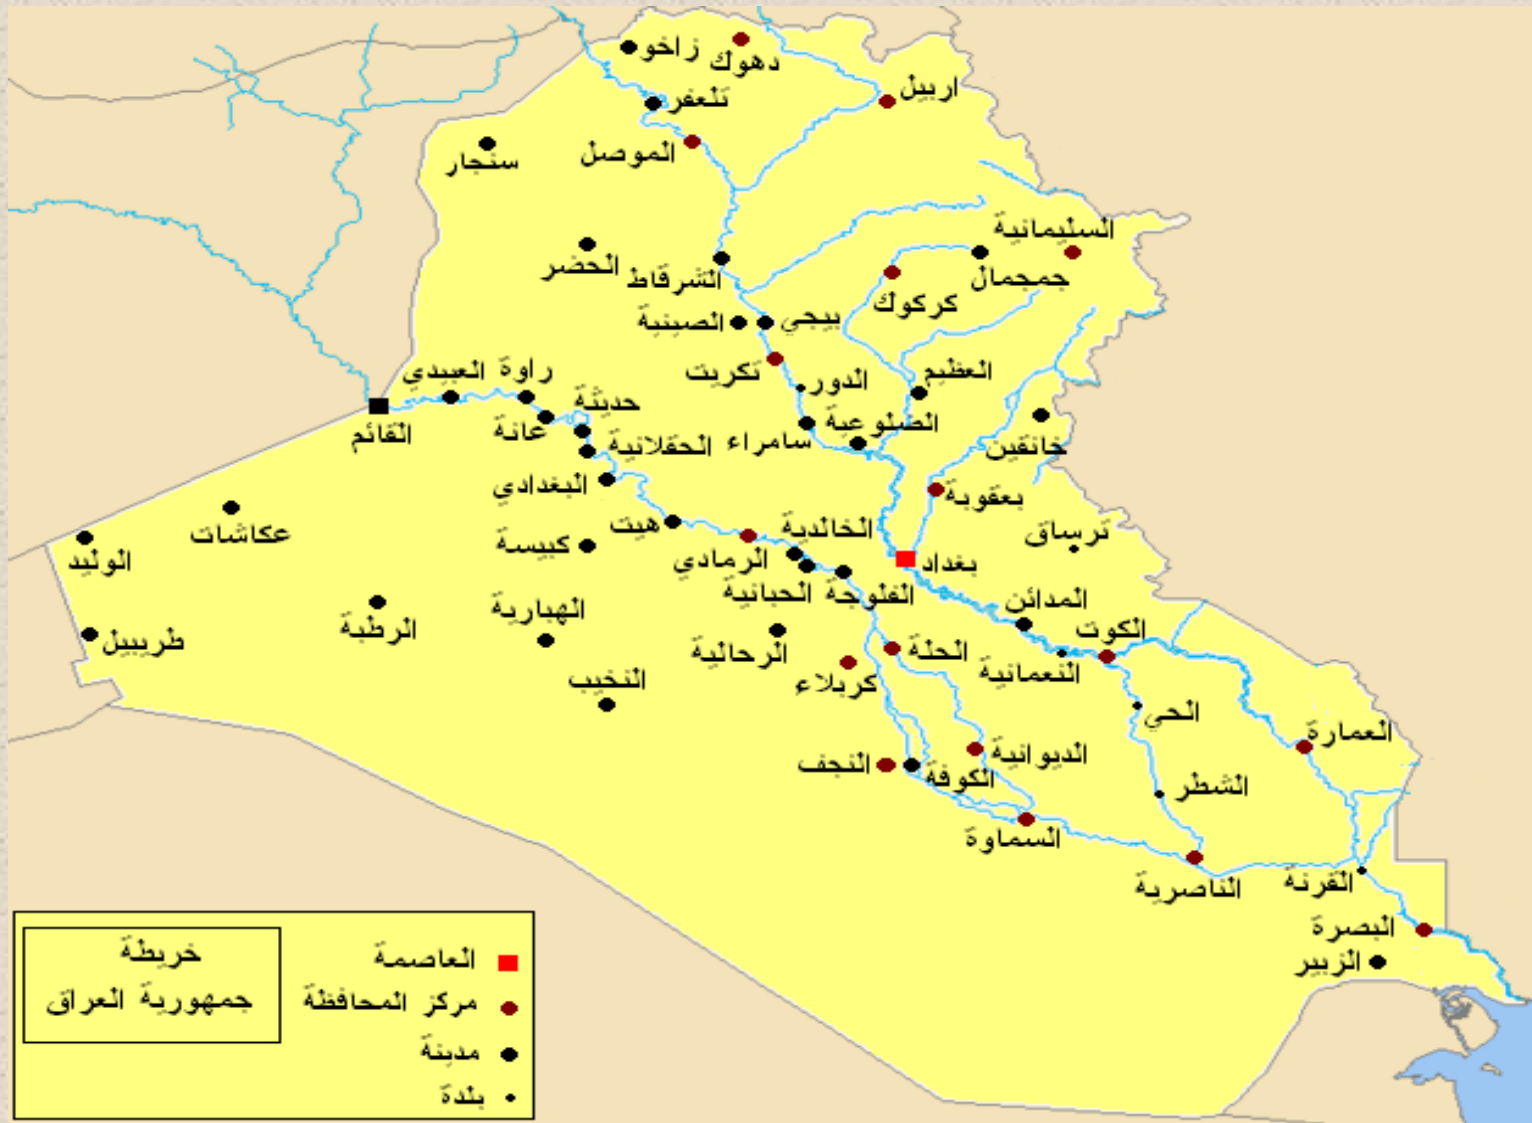 زاخو
دهوك
اربيل
تلعفر
الموصل
سنجار
السليمانية
جمجمال
كركوك
الحضر
الشرقاط
بيجي
الصينية
تكريت
الدور
العظيم
الضلوعية
سامراء
خانقين
العبيدي
راوة
حديثة
عانة
القائم
الحقلانية
البغدادي
بعقوبة
ترساق
عكاشات
الوليد
هيت
كبيسة
الخالدية
الرمادي
بغداد
الحبانية
الفلوجة
المدائن
الكوت
النعمانية
الرطبة
طريبيل
الهبارية
الرحالية
الحلة
كربلاء
النخيب
الحي
العمارة
الديوانية
النجف
الكوفة
الشطر
السماوة
الناصرية
القرنة
البصرة
الزبير
خريطة
جمهورية العراق
العاصمة
مركز المحافظة
مدينة
بلدة